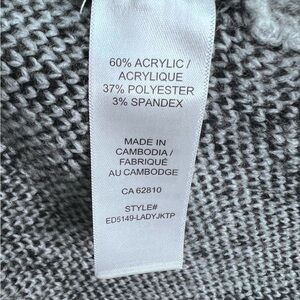 60% ACRYLIC /
ACRYLIQUE
37% POLYESTER
3% SPANDEX
MADE IN
CAMBODIA /
FABRIQUÉ
AU CAMBODGE
CA 62810
STYLE#
ED5149-LADYJKTP